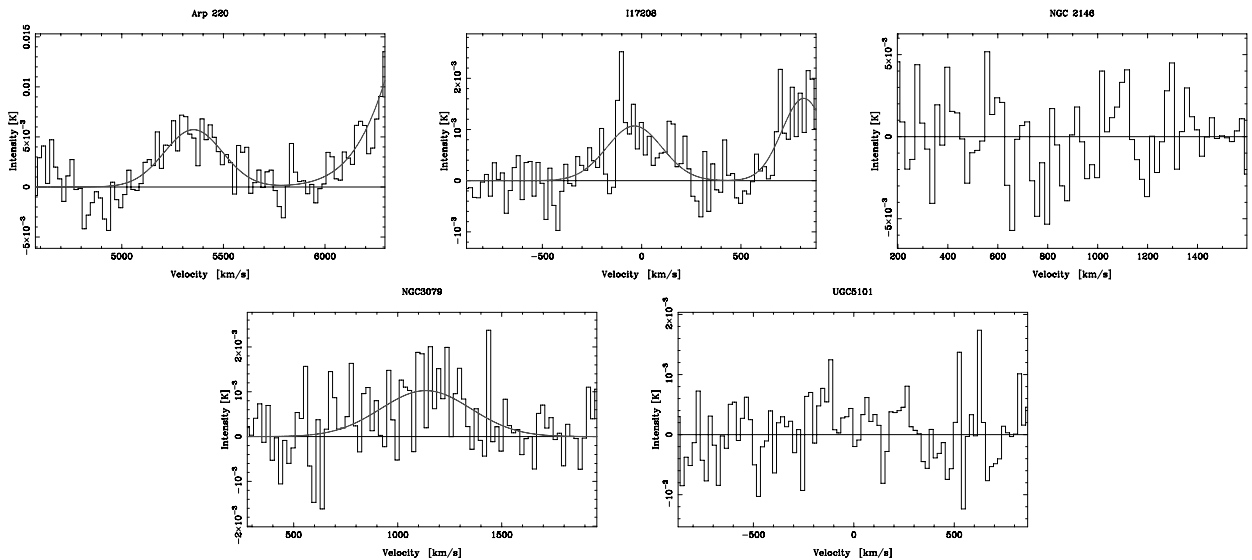 Arp 220
Intensity [K]
0.015
0.01
5×10⁻³
0
−5×10⁻³
5000
5500
6000
Velocity [km/s]
I17208
Intensity [K]
2×10⁻³
10⁻³
0
−10⁻³
−500
0
500
Velocity [km/s]
NGC 2146
Intensity [K]
5×10⁻³
0
−5×10⁻³
200
400
600
800
1000
1200
1400
Velocity [km/s]
NGC3079
Intensity [K]
2×10⁻³
10⁻³
0
−10⁻³
−2×10⁻³
500
1000
1500
Velocity [km/s]
UGC5101
Intensity [K]
2×10⁻³
10⁻³
0
−10⁻³
−500
0
500
Velocity [km/s]